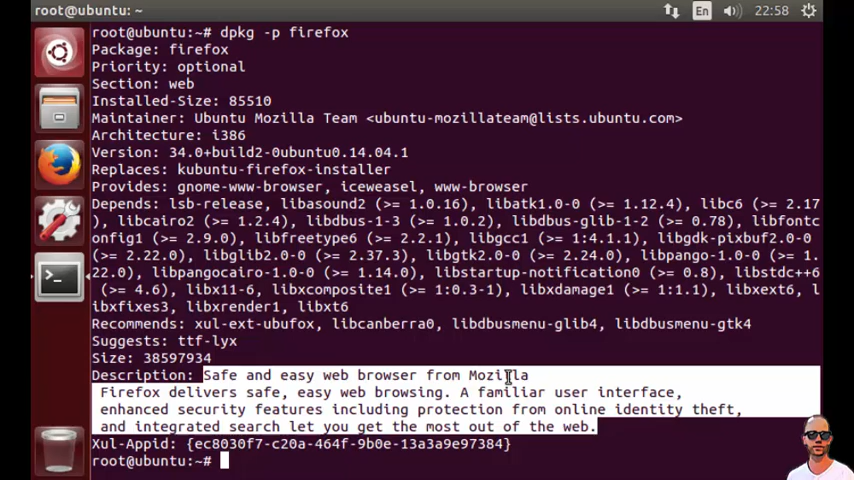 root@ubuntu: ~
En
22:58
root@ubuntu:~# dpkg -p firefox
Package: firefox
Priority: optional
Section: web
Installed-Size: 85510
Maintainer: Ubuntu Mozilla Team <ubuntu-mozillateam@lists.ubuntu.com>
Architecture: i386
Version: 34.0+build2-0ubuntu0.14.04.1
Replaces: kubuntu-firefox-installer
Provides: gnome-www-browser, iceweasel, www-browser
Depends: lsb-release, libasound2 (>= 1.0.16), libatk1.0-0 (>= 1.12.4), libc6 (>= 2.17
), libcairo2 (>= 1.2.4), libdbus-1-3 (>= 1.0.2), libdbus-glib-1-2 (>= 0.78), libfontc
onfig1 (>= 2.9.0), libfreetype6 (>= 2.2.1), libgcc1 (>= 1:4.1.1), libgdk-pixbuf2.0-0
(>= 2.22.0), libglib2.0-0 (>= 2.37.3), libgtk2.0-0 (>= 2.24.0), libpango-1.0-0 (>= 1.
22.0), libpangocairo-1.0-0 (>= 1.14.0), libstartup-notification0 (>= 0.8), libstdc++6
(>= 4.6), libx11-6, libxcomposite1 (>= 1:0.3-1), libxdamage1 (>= 1:1.1), libxext6, l
ibxfixes3, libxrender1, libxt6
Recommends: xul-ext-ubufox, libcanberra0, libdbusmenu-glib4, libdbusmenu-gtk4
Suggests: ttf-lyx
Size: 38597934
Description: Safe and easy web browser from Mozilla
Firefox delivers safe, easy web browsing. A familiar user interface,
enhanced security features including protection from online identity theft,
and integrated search let you get the most out of the web.
Xul-Appid: {ec8030f7-c20a-464f-9b0e-13a3a9e97384}
root@ubuntu:~#